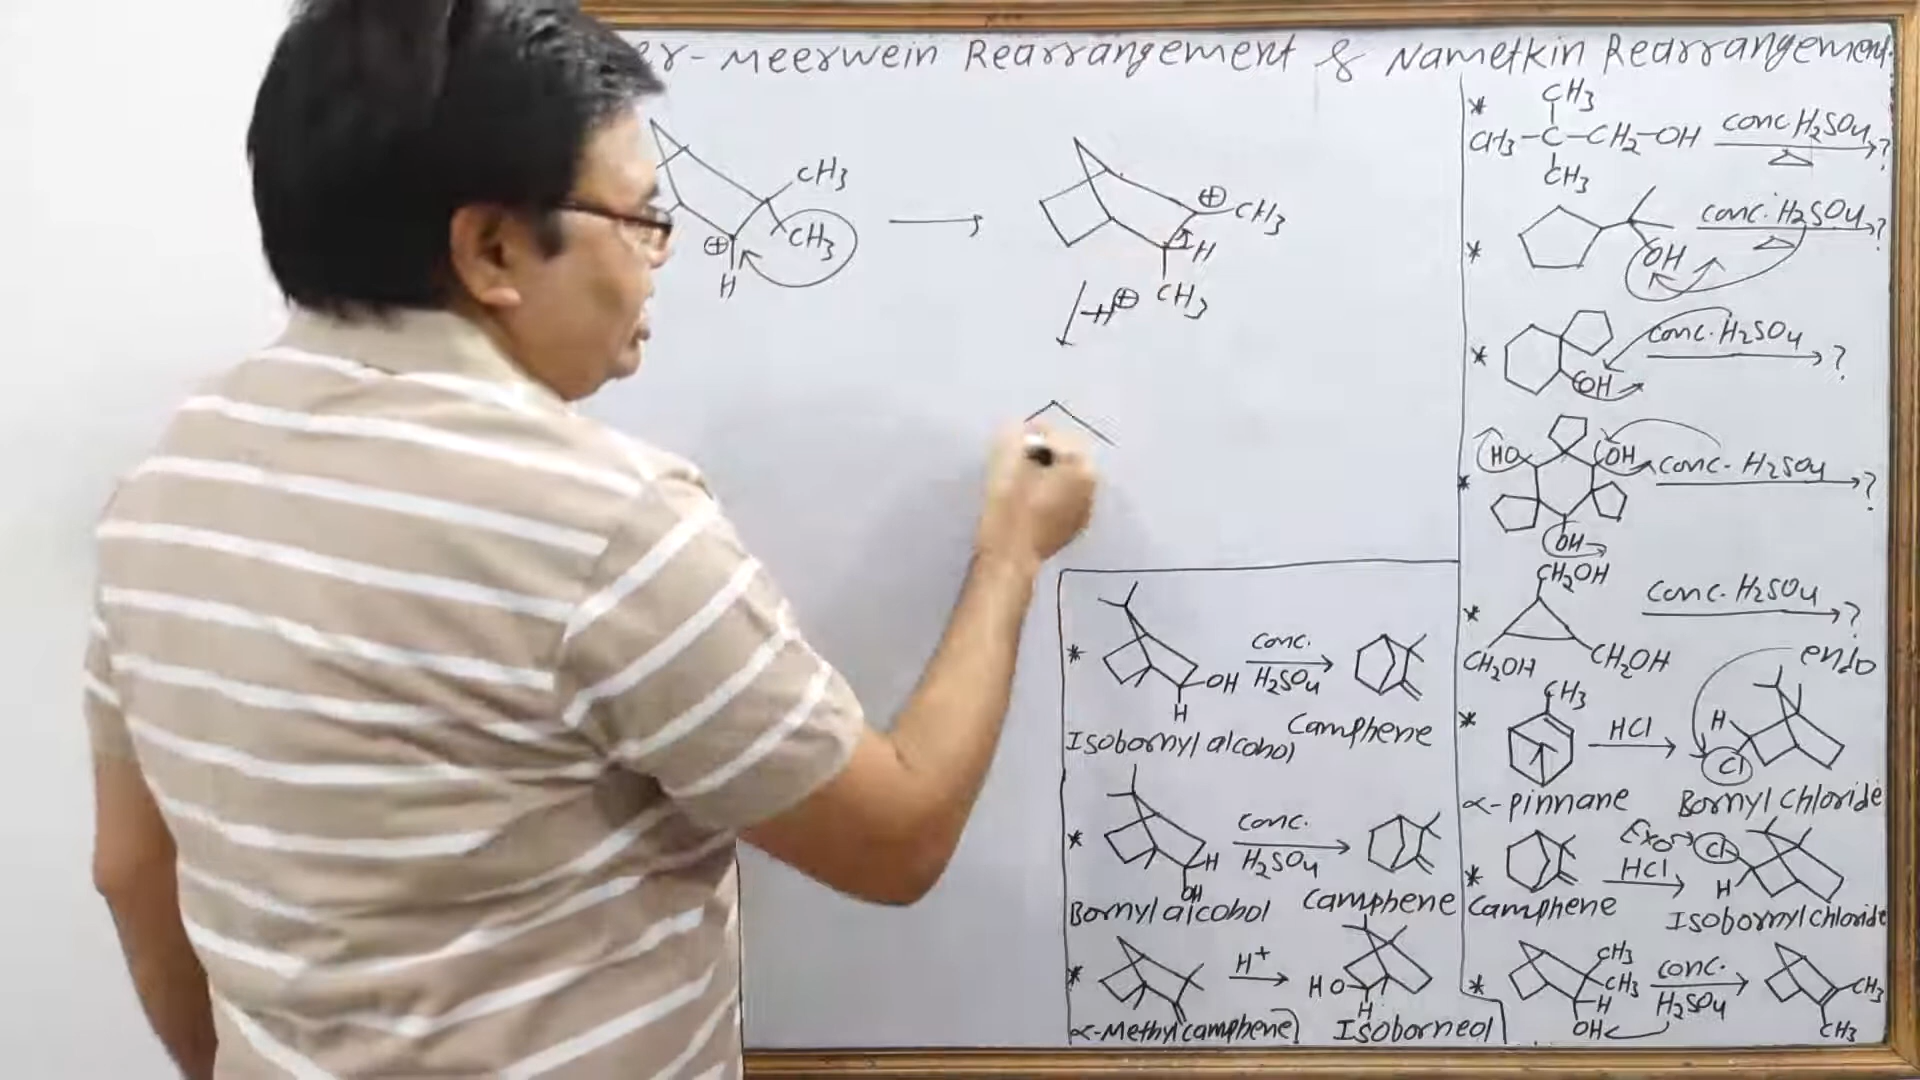 er-Meerwein Rearrangement & Nametkin Rearrangement
CH3
CH3
⊕
H
⊕
CH3
H
CH3
-H⊕
* CH3
CH3-C-CH2-OH conc. H2SO4 ?
△
CH3
* OH conc. H2SO4 ?
△
* OH conc. H2SO4 ?
* HO OH conc- H2SO4 ?
OH
* CH2OH conc. H2SO4 ?
CH2OH CH2OH
endo
* CH3 HCl H
Cl
α-pinnane Bornyl chloride
* HCl Exo Cl
H
Camphene Isobornyl chloride
* CH3
CH3
H
OH
conc.
H2SO4
CH3
CH3
* OH
H
conc.
H2SO4
Isobornyl alcohol Camphene
* H
OH
conc.
H2SO4
Bornyl alcohol Camphene
* H+ HO
H
α-Methylcamphene Isoborneol